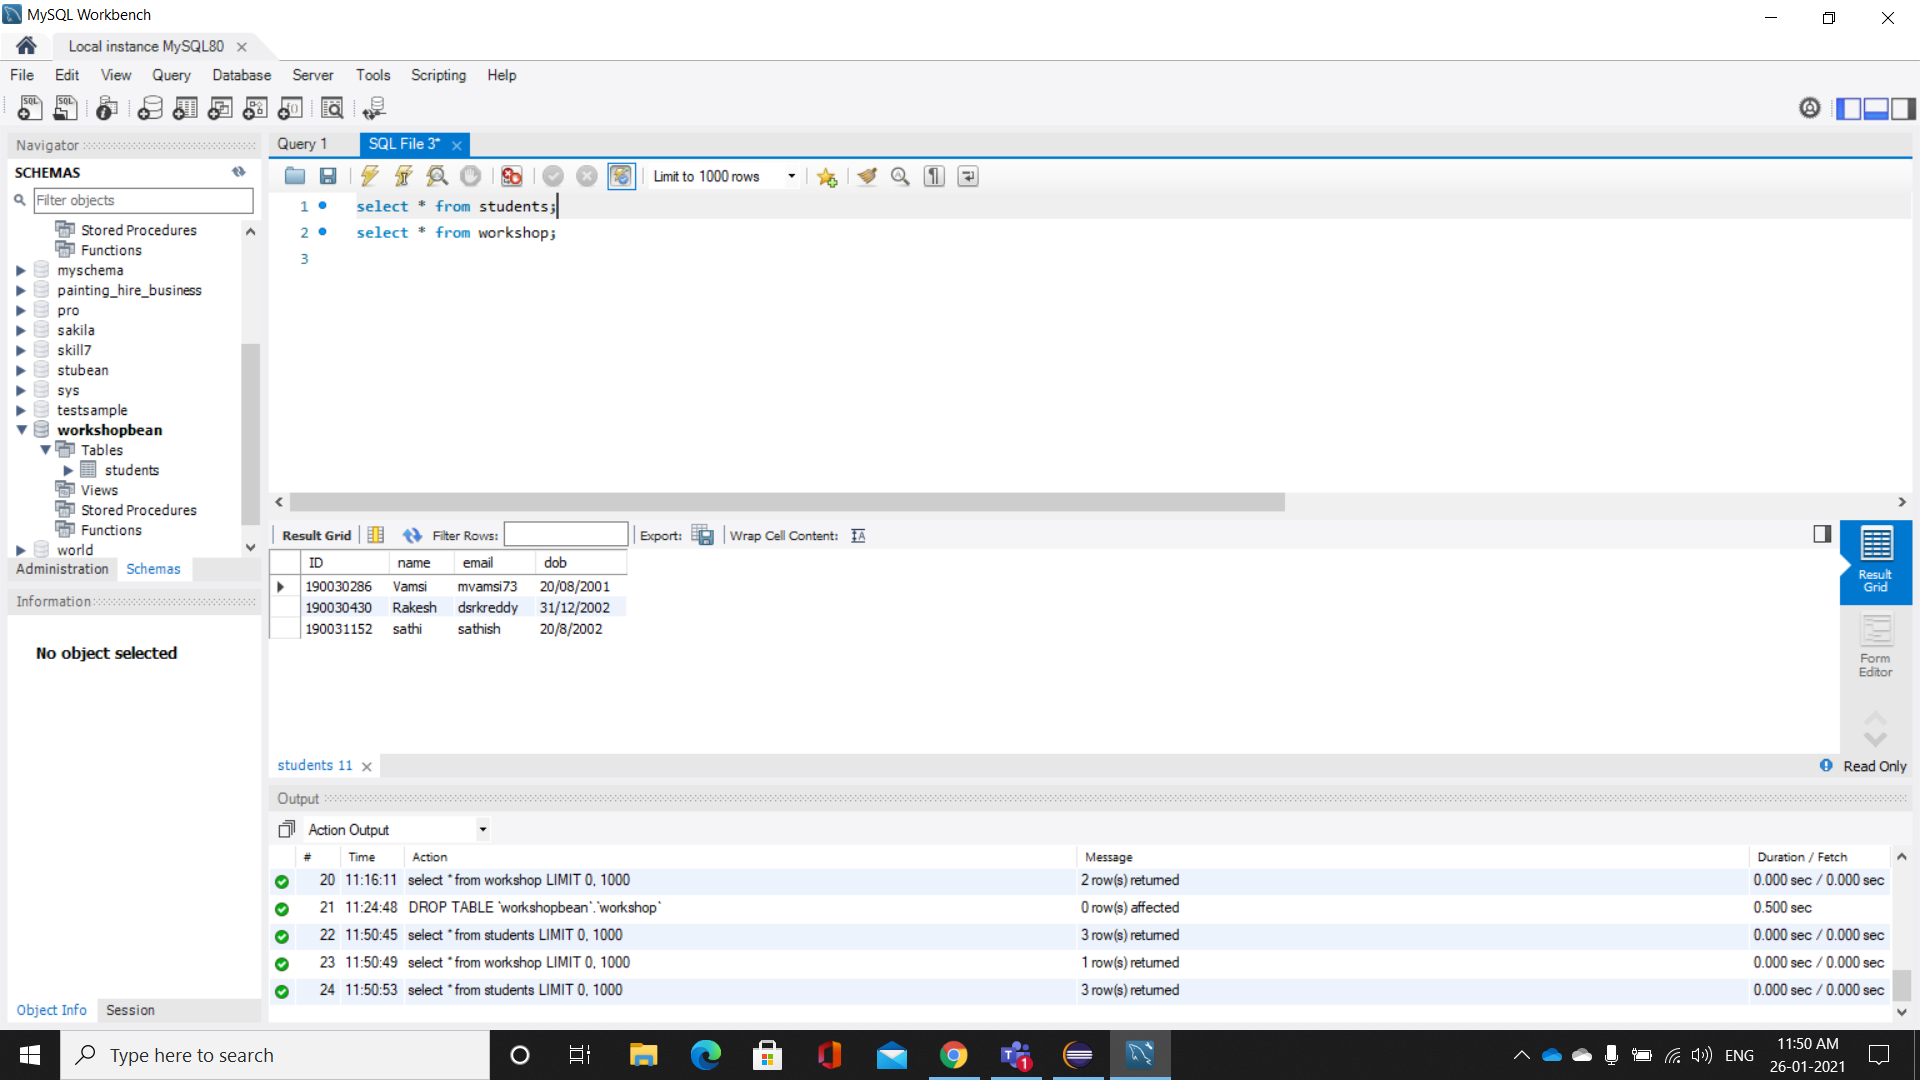 MySQL Workbench
Local instance MySQL80
File Edit View Query Database Server Tools Scripting Help
Navigator
SCHEMAS
Filter objects
Stored Procedures
Functions
myschema
painting_hire_business
pro
sakila
skill7
stubean
sys
testsample
workshopbean
Tables
students
Views
Stored Procedures
Functions
world
Administration Schemas
Information
No object selected
Object Info Session
Query 1 SQL File 3*
Limit to 1000 rows
1 select * from students;
2 select * from workshop;
3
Result Grid Filter Rows: Export: Wrap Cell Content:
ID name email dob
190030286 Vamsi mvamsi73 20/08/2001
190030430 Rakesh dsrkreddy 31/12/2002
190031152 sathi sathish 20/8/2002
Result
Grid
Form
Editor
students 11
Read Only
Output
Action Output
# Time Action Message Duration / Fetch
20 11:16:11 select * from workshop LIMIT 0, 1000 2 row(s) returned 0.000 sec / 0.000 sec
21 11:24:48 DROP TABLE `workshopbean`.`workshop` 0 row(s) affected 0.500 sec
22 11:50:45 select * from students LIMIT 0, 1000 3 row(s) returned 0.000 sec / 0.000 sec
23 11:50:49 select * from workshop LIMIT 0, 1000 1 row(s) returned 0.000 sec / 0.000 sec
24 11:50:53 select * from students LIMIT 0, 1000 3 row(s) returned 0.000 sec / 0.000 sec
Type here to search
1
ENG
11:50 AM
26-01-2021